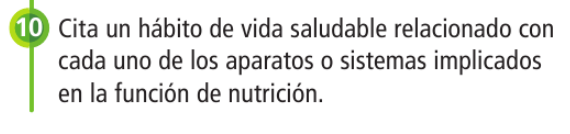 10 Cita un hábito de vida saludable relacionado con
cada uno de los aparatos o sistemas implicados
en la función de nutrición.